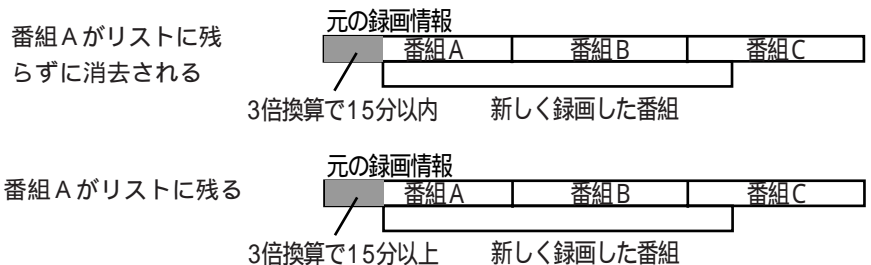 番組Aがリストに残
らずに消去される
元の録画情報
番組A 番組B 番組C
3倍換算で15分以内 新しく録画した番組
番組Aがリストに残る
元の録画情報
番組A 番組B 番組C
3倍換算で15分以上 新しく録画した番組